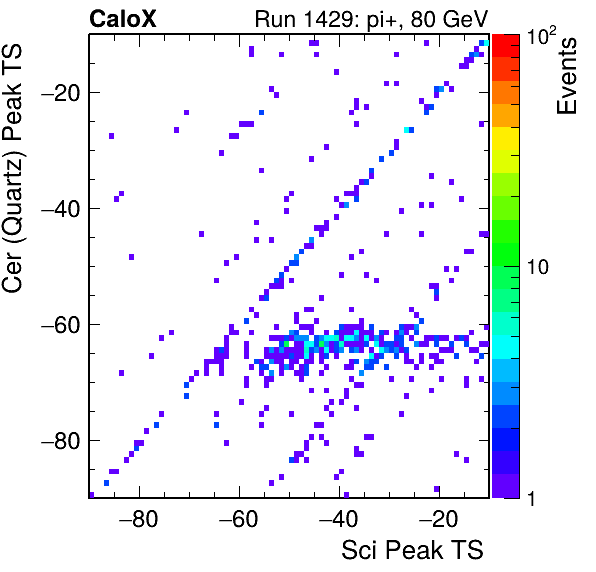 CaloX Run 1429: pi+, 80 GeV
Cer (Quartz) Peak TS
−20
−40
−60
−80
−80 −60 −40 −20
Sci Peak TS
10²
10
1
Events